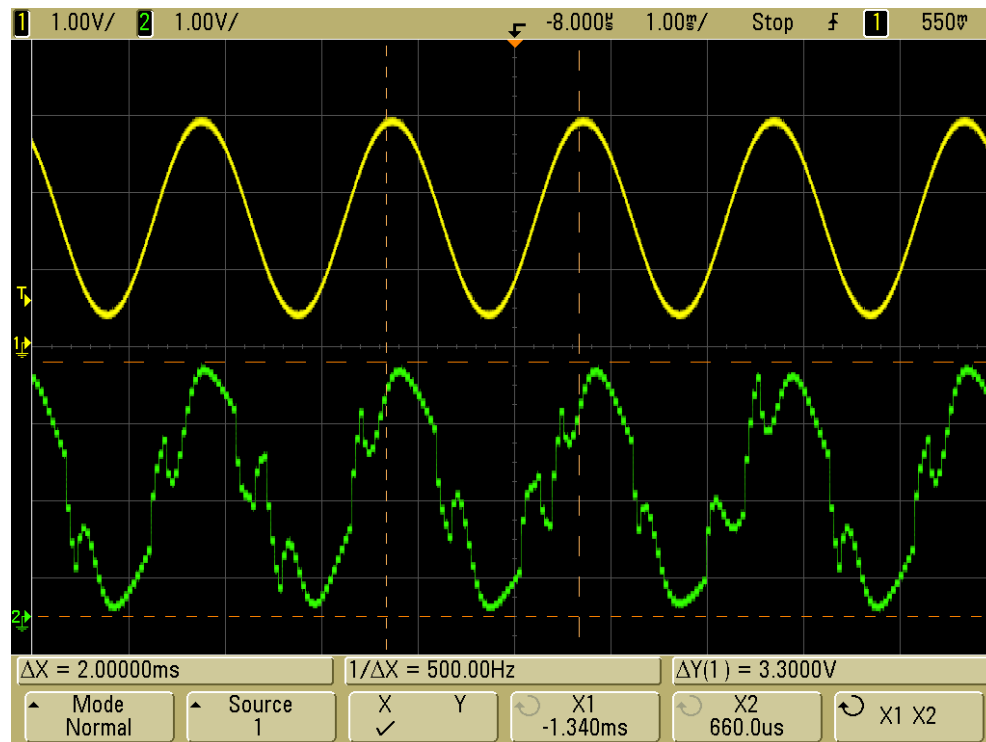 1 1.00V/ 2 1.00V/ -8.000µs 1.00ms/ Stop 1 550mV
T
1
2
ΔX = 2.00000ms 1/ΔX = 500.00Hz ΔY(1) = 3.3000V
Mode Source X Y X1 X2 X1 X2
Normal 1 ✓ -1.340ms 660.0us